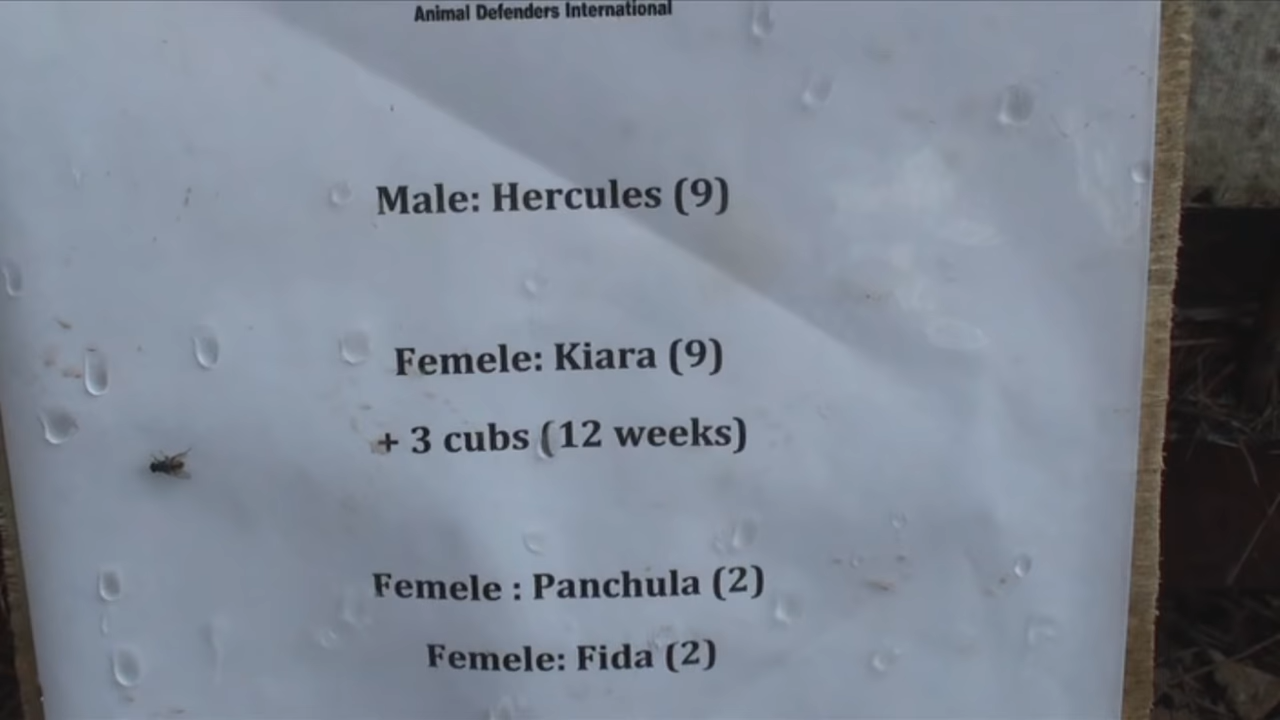 Animal Defenders International
Male: Hercules (9)
Femele: Kiara (9)
+ 3 cubs (12 weeks)
Femele : Panchula (2)
Femele: Fida (2)